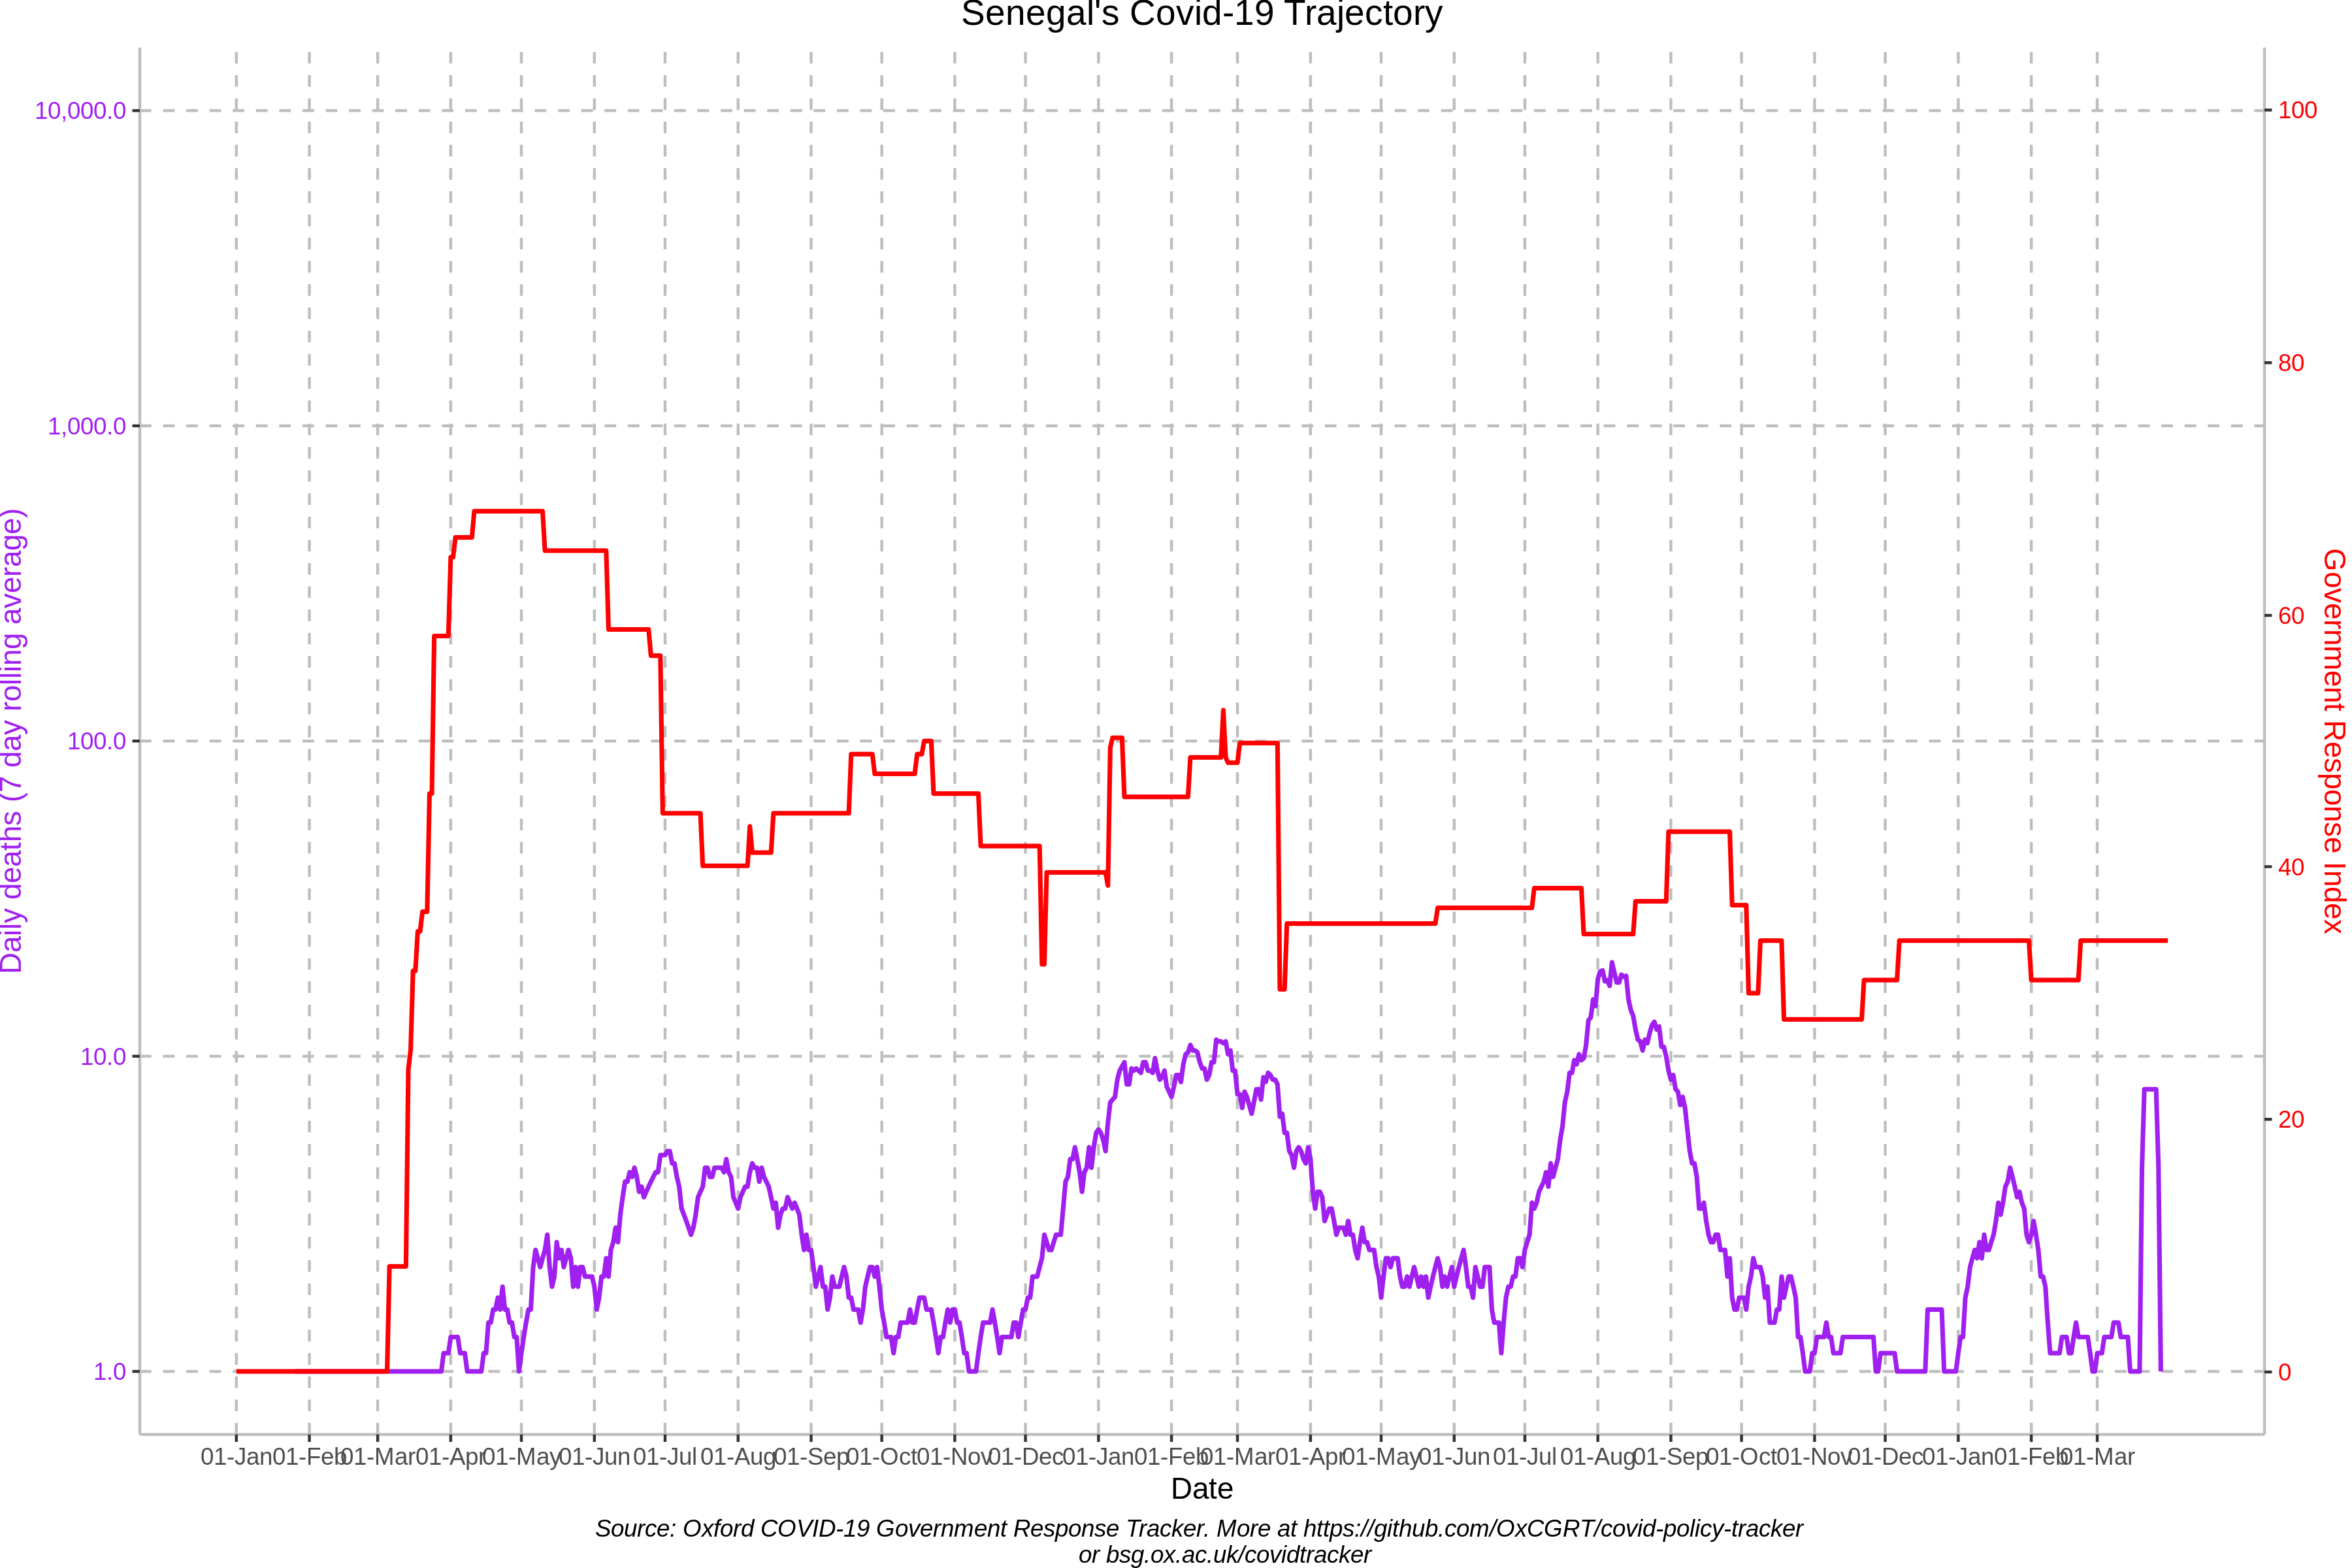 Senegal's Covid-19 Trajectory
10,000.0
1,000.0
100.0
10.0
1.0
Daily deaths (7 day rolling average)
100
80
60
40
20
0
Government Response Index
01-Jan 01-Feb 01-Mar 01-Apr 01-May 01-Jun 01-Jul 01-Aug 01-Sep 01-Oct 01-Nov 01-Dec 01-Jan 01-Feb 01-Mar 01-Apr 01-May 01-Jun 01-Jul 01-Aug 01-Sep 01-Oct 01-Nov 01-Dec 01-Jan 01-Feb 01-Mar
Date
Source: Oxford COVID-19 Government Response Tracker. More at https://github.com/OxCGRT/covid-policy-tracker
or bsg.ox.ac.uk/covidtracker